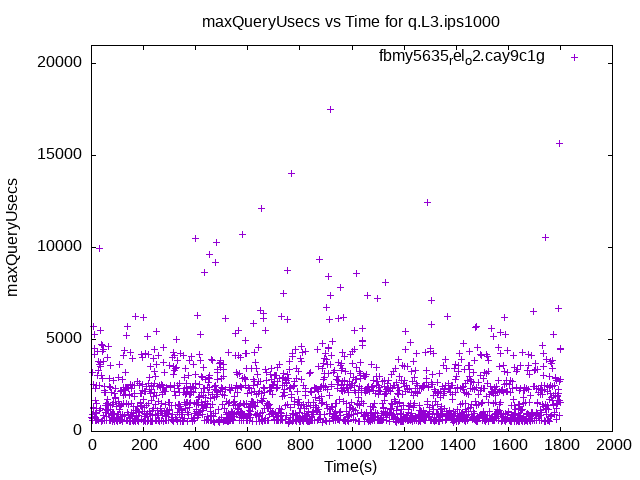 maxQueryUsecs vs Time for q.L3.ips1000
fbmy5635relo2.cay9c1g
20000
15000
10000
5000
0
maxQueryUsecs
0 200 400 600 800 1000 1200 1400 1600 1800 2000
Time(s)